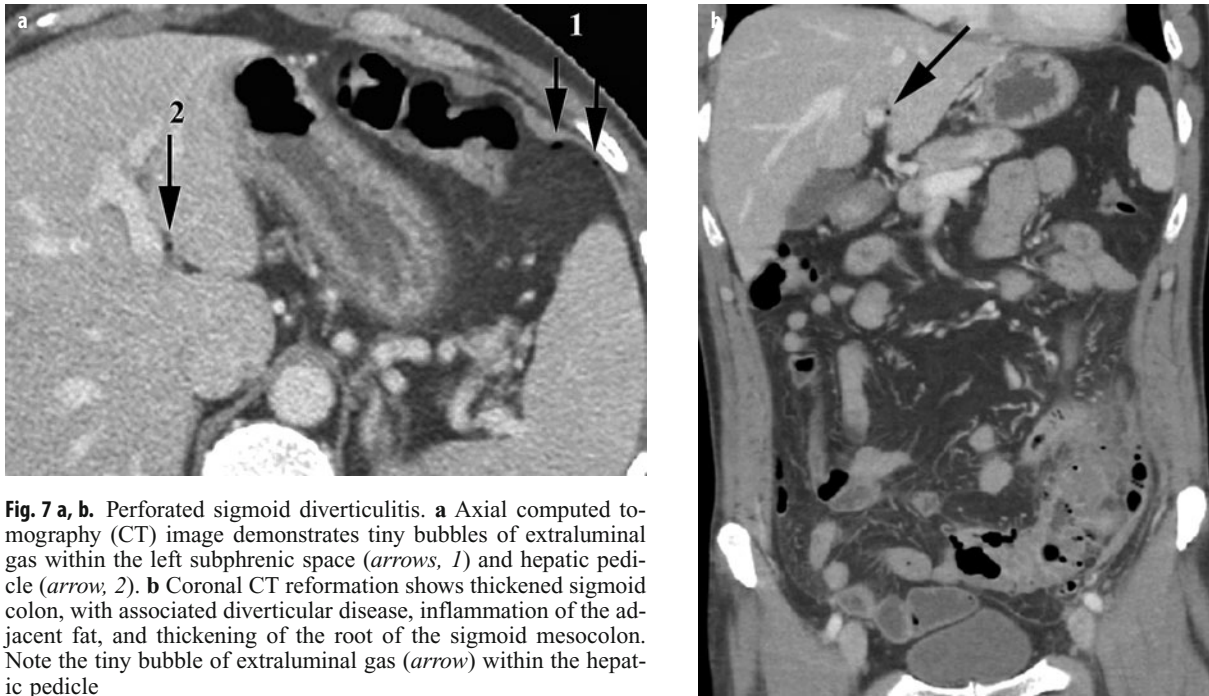 a
1
2
b
Fig. 7 a, b. Perforated sigmoid diverticulitis. a Axial computed to-
mography (CT) image demonstrates tiny bubbles of extraluminal
gas within the left subphrenic space (arrows, 1) and hepatic pedi-
cle (arrow, 2). b Coronal CT reformation shows thickened sigmoid
colon, with associated diverticular disease, inflammation of the ad-
jacent fat, and thickening of the root of the sigmoid mesocolon.
Note the tiny bubble of extraluminal gas (arrow) within the hepat-
ic pedicle